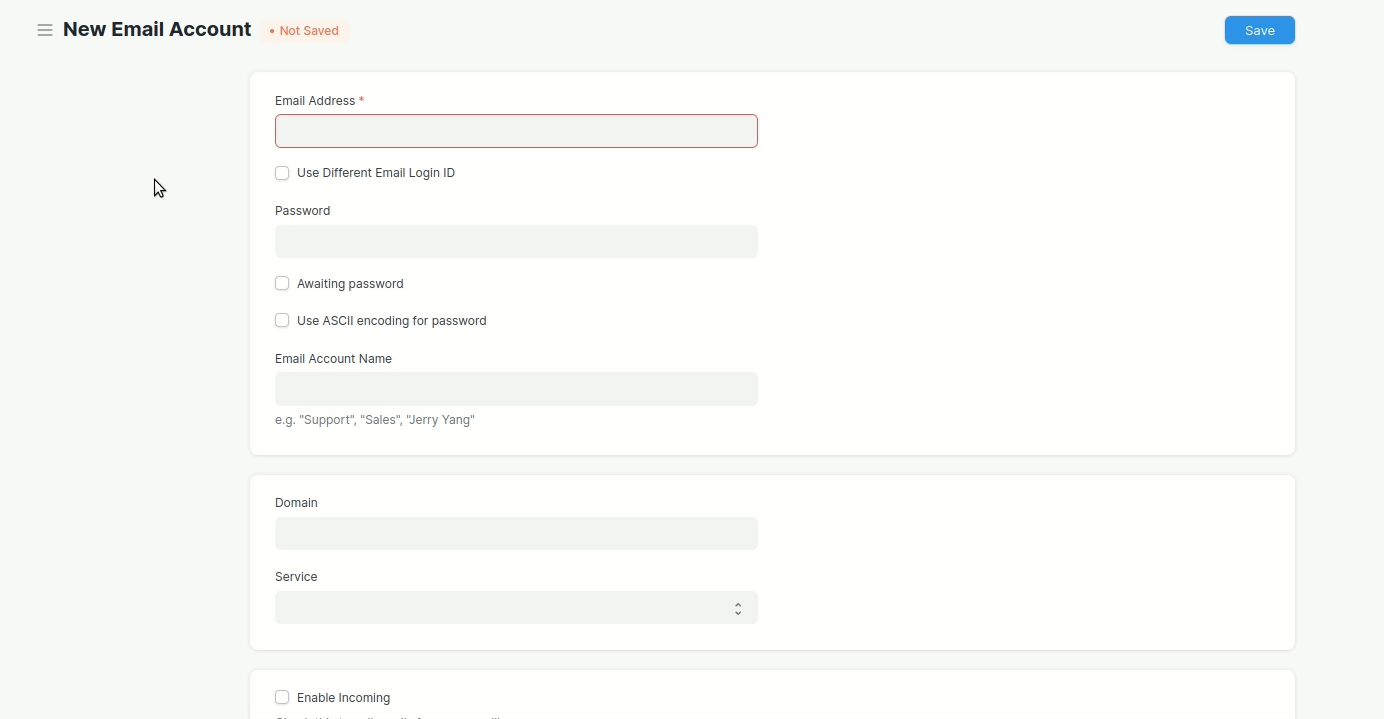 New Email Account
Not Saved
Save
Email Address *
Use Different Email Login ID
Password
Awaiting password
Use ASCII encoding for password
Email Account Name
e.g. "Support", "Sales", "Jerry Yang"
Domain
Service
Enable Incoming